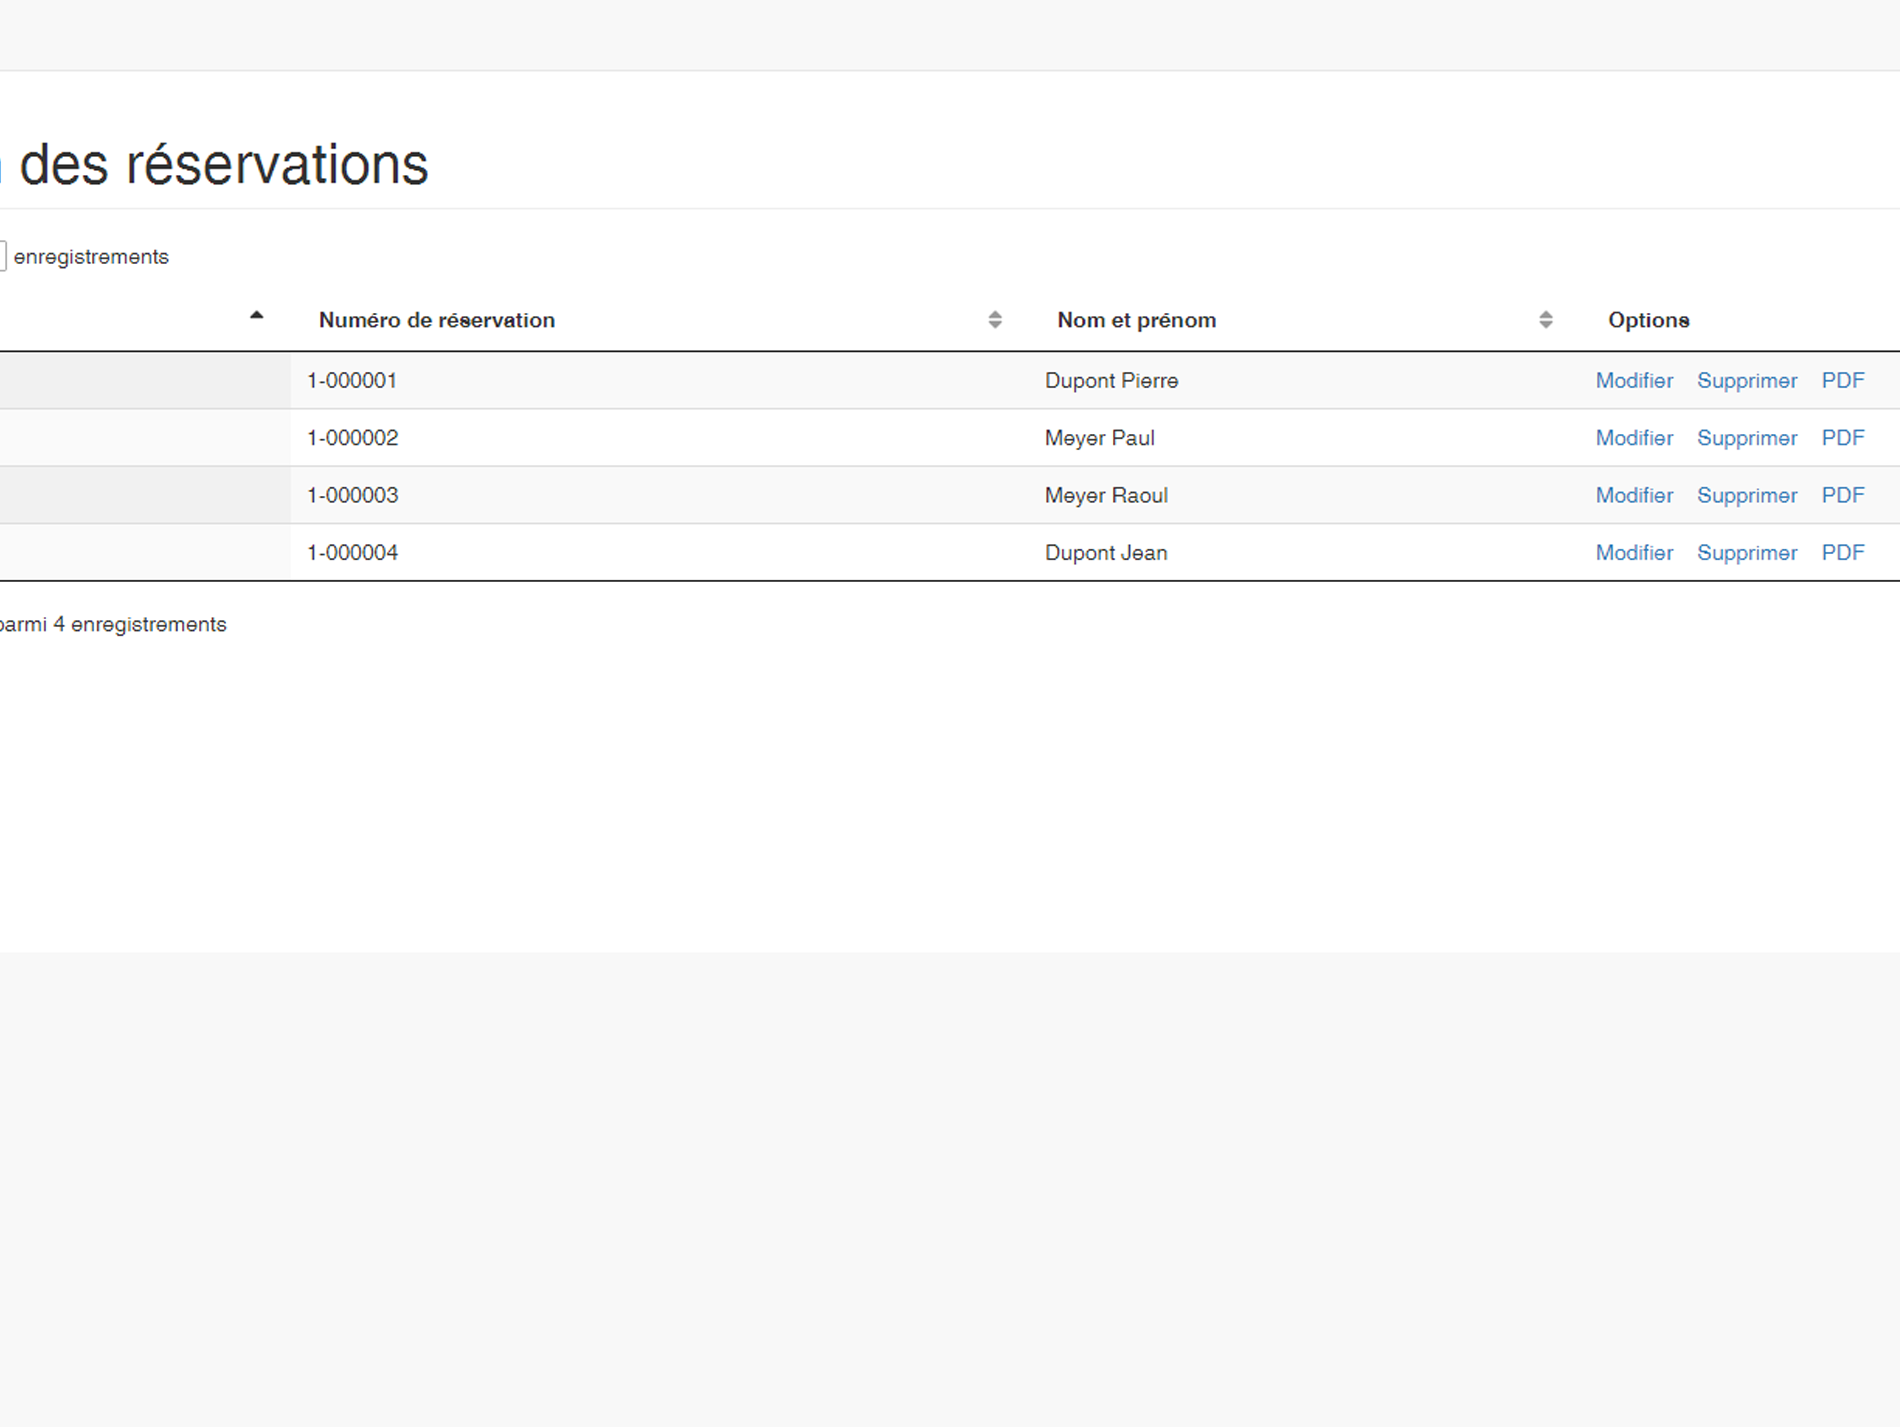 des réservations
enregistrements
Numéro de réservation Nom et prénom Options
1-000001 Dupont Pierre Modifier Supprimer PDF
1-000002 Meyer Paul Modifier Supprimer PDF
1-000003 Meyer Raoul Modifier Supprimer PDF
1-000004 Dupont Jean Modifier Supprimer PDF
parmi 4 enregistrements